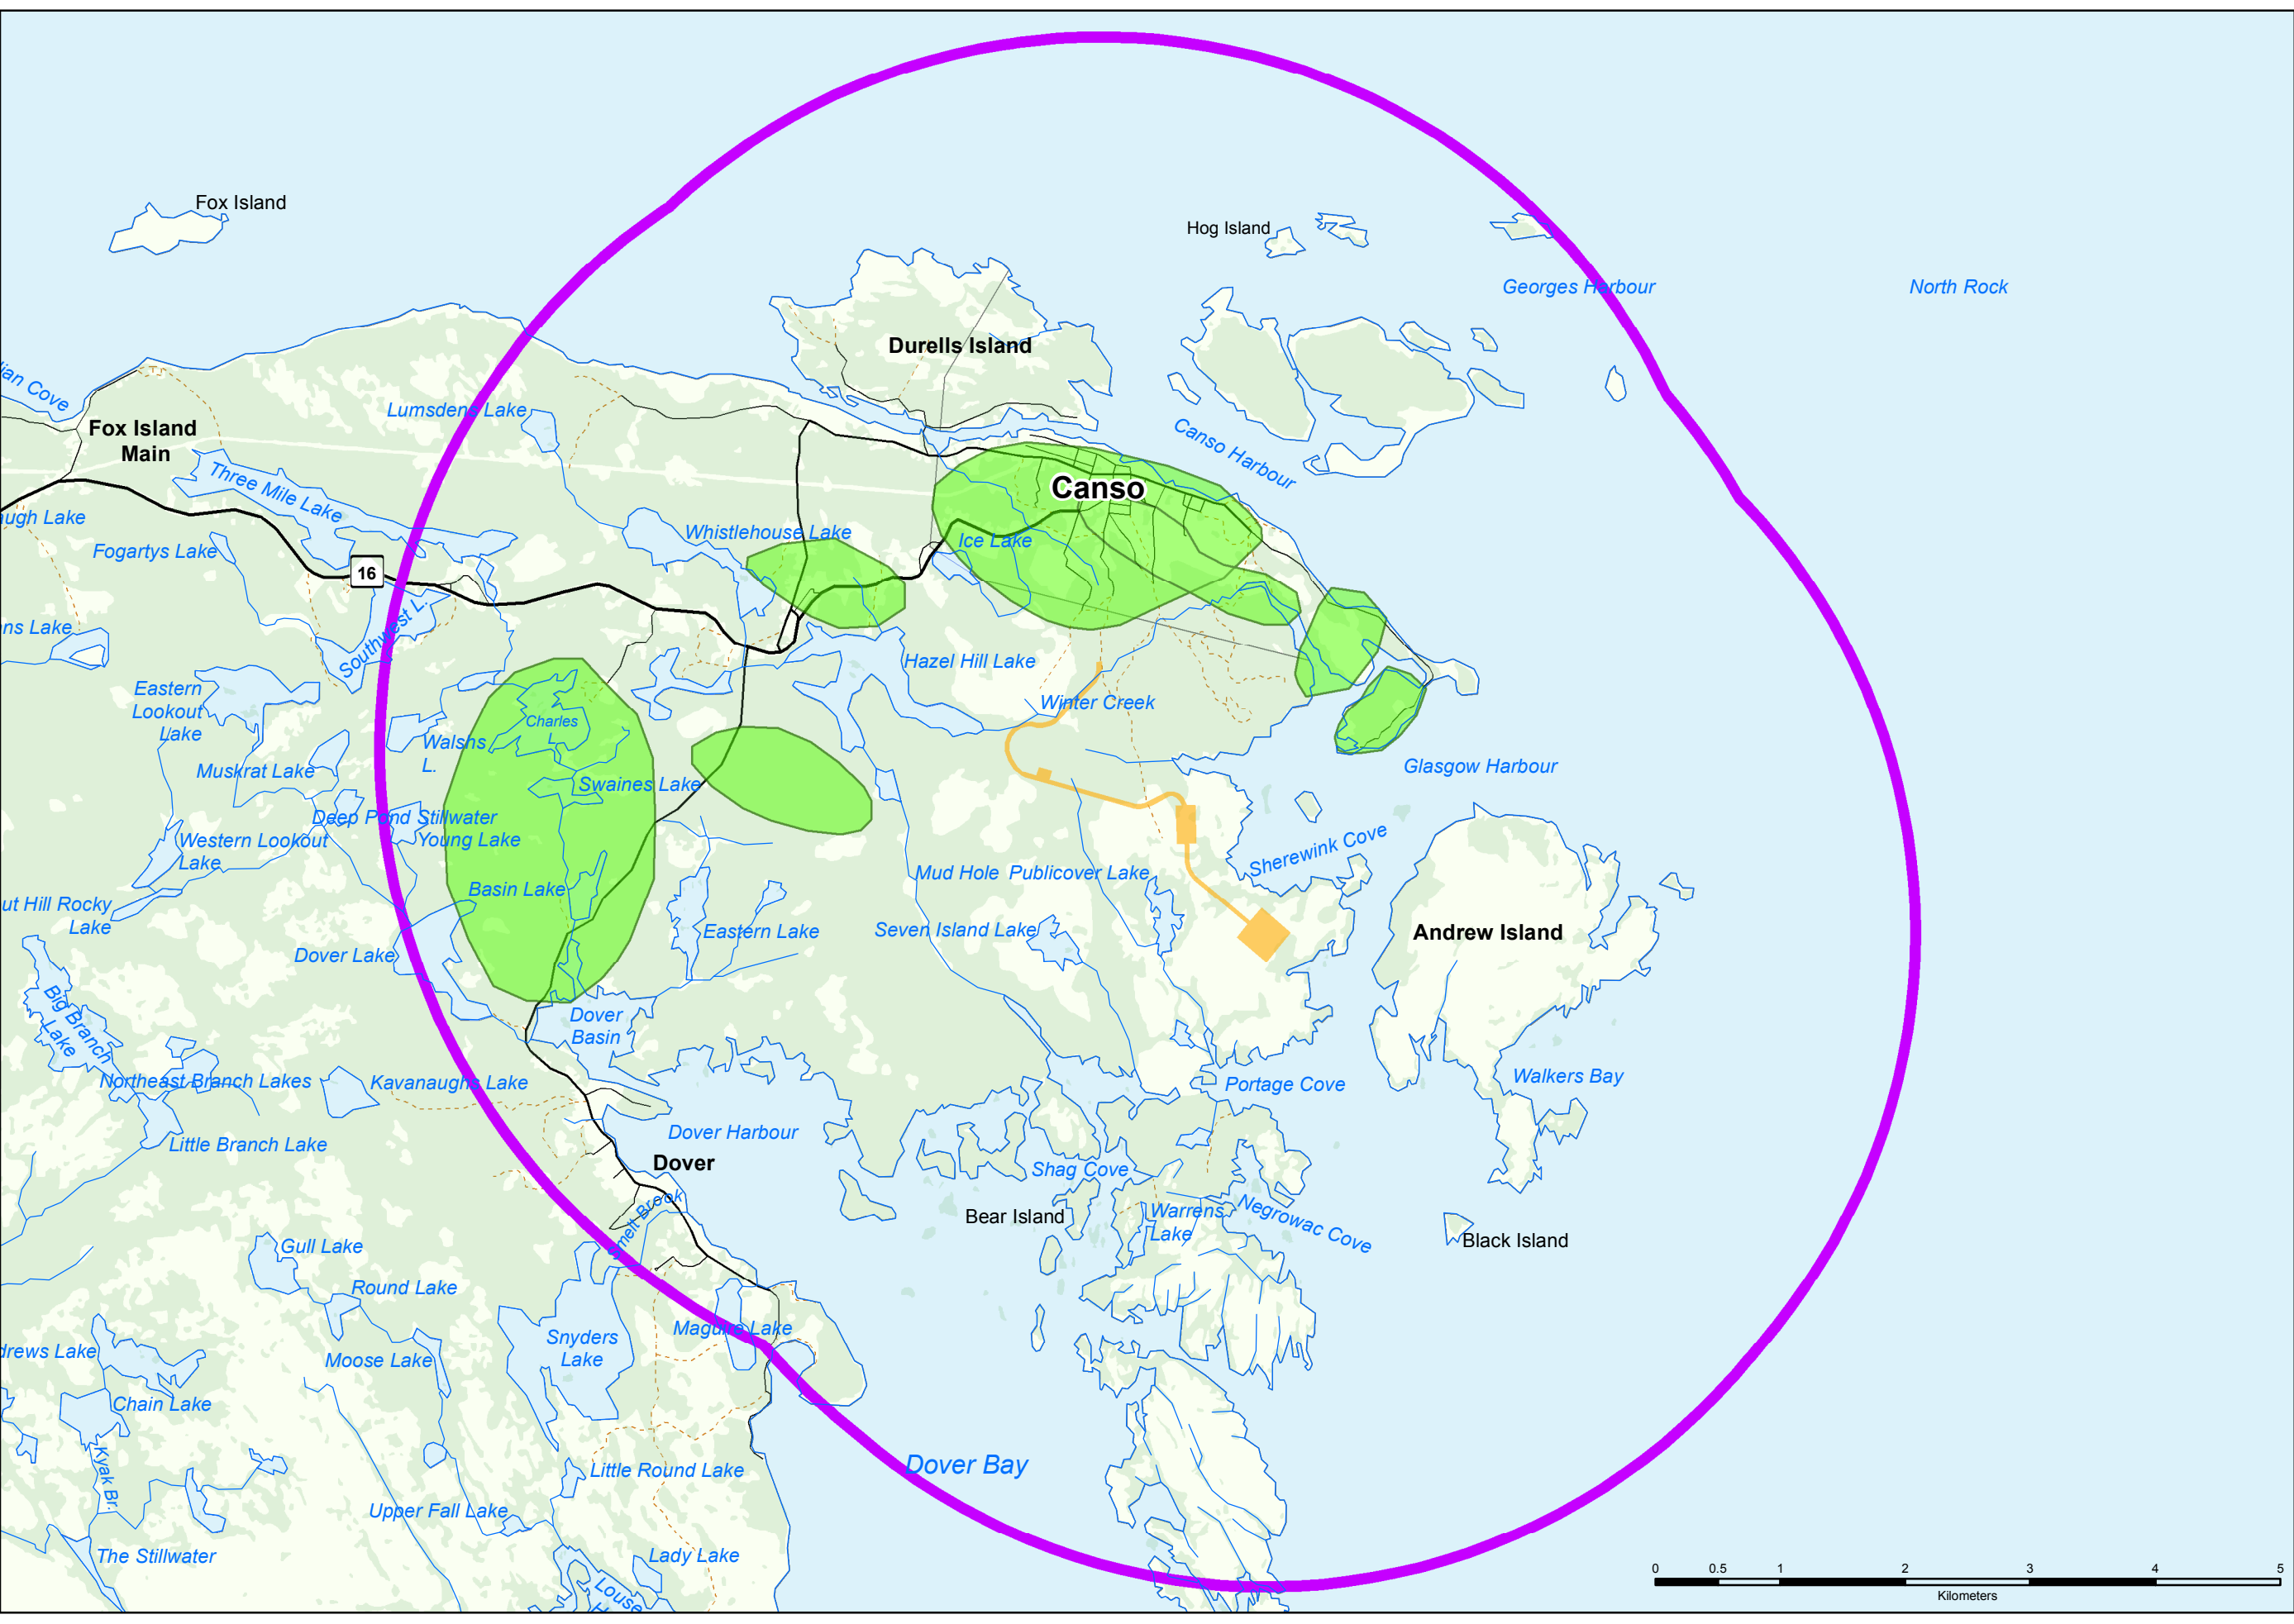 Fox Island
Hog Island
Georges Harbour
North Rock
Durells Island
ian Cove
Lumsdens Lake
Fox Island
Main
Canso Harbour
Three Mile Lake
Canso
augh Lake
Whistlehouse Lake
Ice Lake
Fogartys Lake
16
Southwest L.
ns Lake
Hazel Hill Lake
Eastern
Lookout
Lake
Winter Creek
Charles
L.
Walshs
L.
Muskrat Lake
Swaines Lake
Glasgow Harbour
Deep Pond Stillwater
Young Lake
Western Lookout
Lake
Sherewink Cove
Mud Hole
Publicover Lake
Basin Lake
ut Hill Rocky
Lake
Eastern Lake
Seven Island Lake
Andrew Island
Dover Lake
Big Branch
Lake
Dover
Basin
Northeast Branch Lakes
Kavanaughs Lake
Portage Cove
Walkers Bay
Little Branch Lake
Dover Harbour
Dover
Shag Cove
Smelt Brook
Bear Island
Warrens
Lake
Negrowac Cove
Black Island
Gull Lake
Round Lake
Snyders
Lake
Maguire Lake
drews Lake
Moose Lake
Chain Lake
Kyak Br.
Little Round Lake
Dover Bay
Upper Fall Lake
The Stillwater
Lady Lake
Louse
0 0.5 1 2 3 4 5
Kilometers